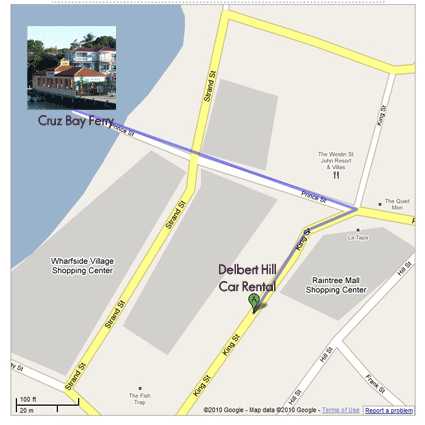 Strand St
King St
Cruz Bay Ferry
Prince St
The Westin St
John Resort
& Villas
Prince St
The Quiet
Mon
Strand St
King St
La Tapa
Wharfside Village
Shopping Center
Delbert Hill
Car Rental
A
Raintree Mall
Shopping Center
Hill St
Strand St
King St
Hill St
Frank St
ay St
King St
The Fish
Trap
100 ft
20 m
©2010 Google - Map data ©2010 Google - Terms of Use
Report a problem